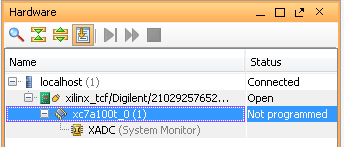 Hardware
Name Status
localhost (1) Connected
xilinx_tcf/Digilent/21029257652... Open
xc7a100t_0 (1) Not programmed
XADC (System Monitor)